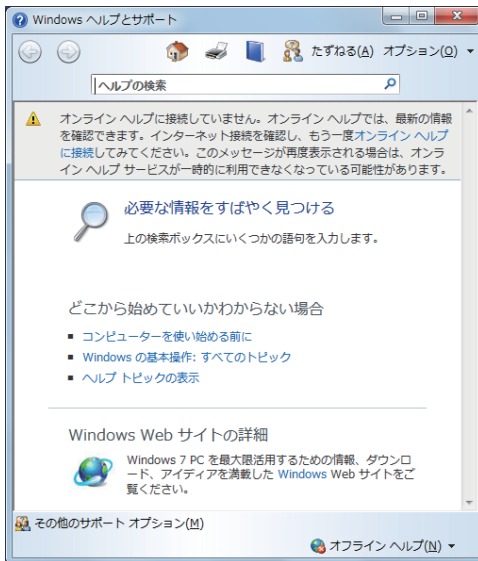 Windows ヘルプとサポート
たずねる(A) オプション(O)
ヘルプの検索
オンライン ヘルプに接続していません。オンライン ヘルプでは、最新の情報
を確認できます。インターネット接続を確認し、もう一度オンライン ヘルプ
に接続してみてください。このメッセージが再度表示される場合は、オンラ
イン ヘルプ サービスが一時的に利用できなくなっている可能性があります。
必要な情報をすばやく見つける
上の検索ボックスにいくつかの語句を入力します。
どこから始めていいかわからない場合
コンピューターを使い始める前に
Windows の基本操作: すべてのトピック
ヘルプ トピックの表示
Windows Web サイトの詳細
Windows 7 PC を最大限活用するための情報、ダウンロ
ード、アイディアを満載した Windows Web サイトをご
覧ください。
その他のサポート オプション(M)
オフライン ヘルプ(N)